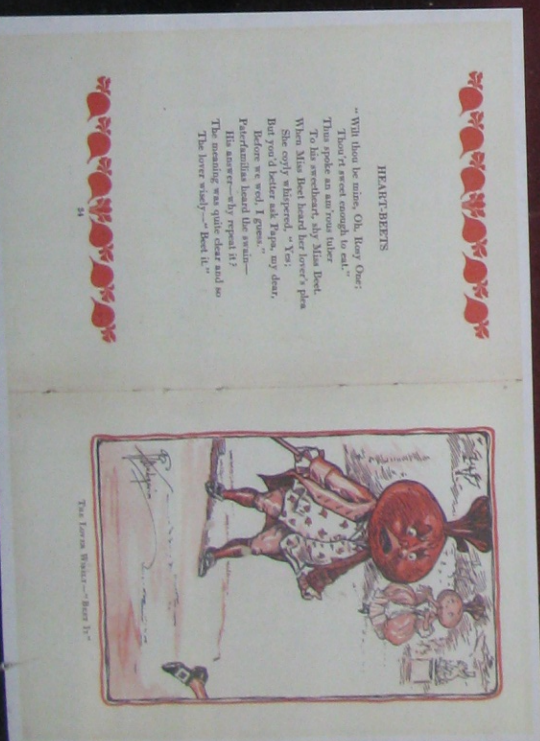 HEART-BEETS
"Wilt thou be mine, Oh, Rosy One;
Thou'rt sweet enough to eat."
Thus spoke an am'rous tuber
To his sweetheart, shy Miss Beet.
When Miss Beet heard her lover's plea
She coyly whispered, "Yes;
But you'd better ask Papa, my dear,
Before we wed, I guess."
Paterfamilias heard the swain—
His answer—why repeat it?
The meaning was quite clear and so
The lover wisely—"Beet it."
34
The Lover Wisely—"Beet It"